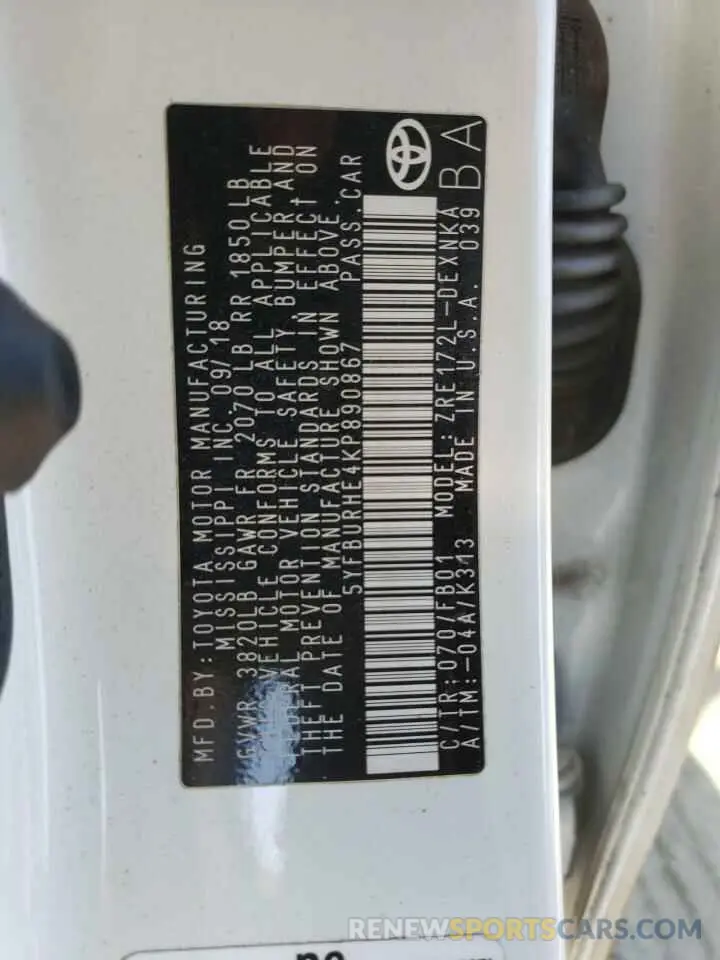 MFD.BY:TOYOTA MOTOR MANUFACTURING
MISSISSIPPI INC. 09/18
GVWR 3820LB GAWR FR 2070 LB RR 1850 LB
VEHICLE CONFORMS TO ALL APPLICABLE
FEDERAL MOTOR VEHICLE SAFETY, BUMPER AND
THEFT PREVENTION STANDARDS IN EFFECT ON
THE DATE OF MANUFACTURE SHOWN ABOVE.
5YFBURHE4KP890867 PASS.CAR
C/TR:070/FB01 MODEL:ZRE172L-DEXNKA
A/TM:-04A/K313 MADE IN U.S.A. 039
BA
RENEWSPORTSCARS.COM